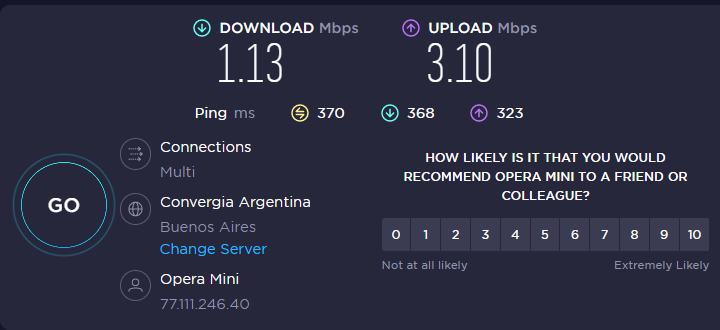 DOWNLOAD Mbps
1.13
UPLOAD Mbps
3.10
Ping ms 370 368 323
GO
Connections
Multi
Convergia Argentina
Buenos Aires
Change Server
Opera Mini
77.111.246.40
HOW LIKELY IS IT THAT YOU WOULD
RECOMMEND OPERA MINI TO A FRIEND OR
COLLEAGUE?
0 1 2 3 4 5 6 7 8 9 10
Not at all likely Extremely Likely